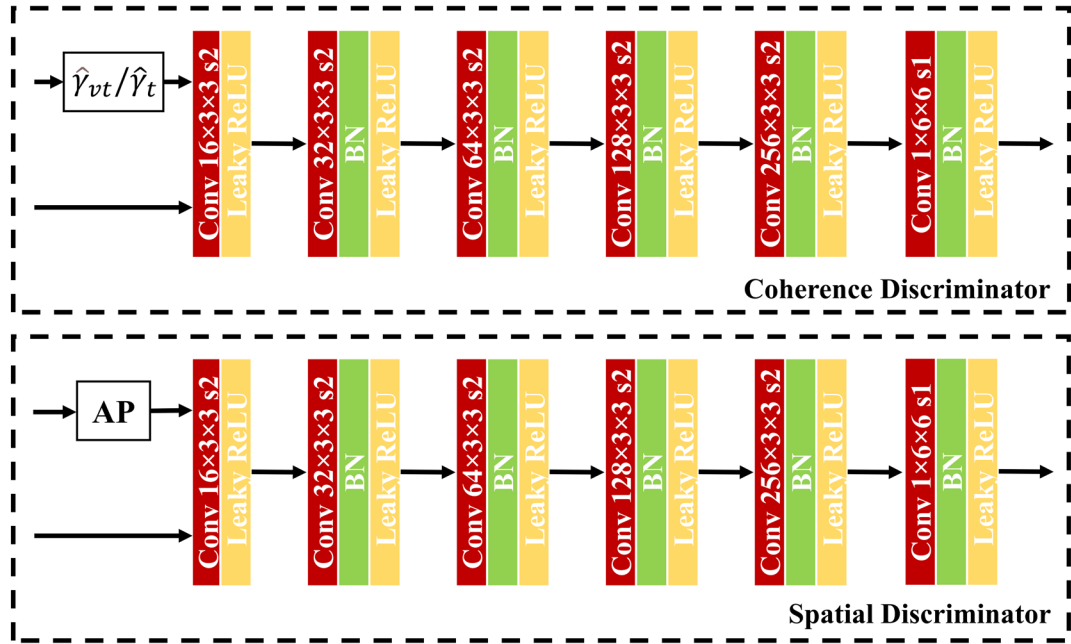 γ̂vt/γ̂t
Conv 16×3×3 s2
Leaky ReLU
Conv 32×3×3 s2
BN
Leaky ReLU
Conv 64×3×3 s2
BN
Leaky ReLU
Conv 128×3×3 s2
BN
Leaky ReLU
Conv 256×3×3 s2
BN
Leaky ReLU
Conv 1×6×6 s1
BN
Leaky ReLU
Coherence Discriminator
AP
Conv 16×3×3 s2
Leaky ReLU
Conv 32×3×3 s2
BN
Leaky ReLU
Conv 64×3×3 s2
BN
Leaky ReLU
Conv 128×3×3 s2
BN
Leaky ReLU
Conv 256×3×3 s2
BN
Leaky ReLU
Conv 1×6×6 s1
BN
Leaky ReLU
Spatial Discriminator